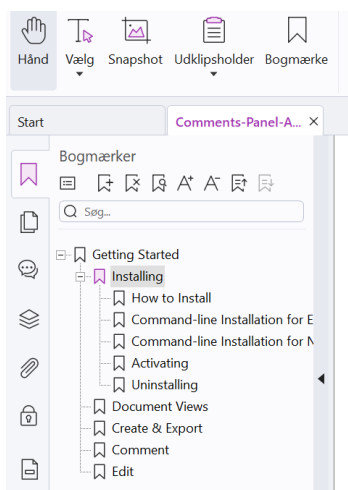 Hånd Vælg Snapshot Udklipsholder Bogmærke
Start Comments-Panel-A...
Bogmærker
A+ A-
Søg...
Getting Started
Installing
How to Install
Command-line Installation for E
Command-line Installation for
Activating
Uninstalling
Document Views
Create & Export
Comment
Edit